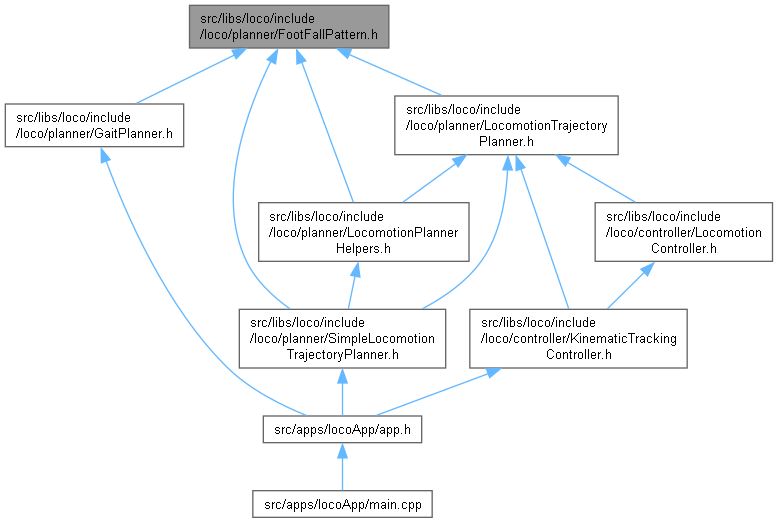 src/libs/loco/include
/loco/planner/FootFallPattern.h
src/libs/loco/include
/loco/planner/GaitPlanner.h
src/libs/loco/include
/loco/planner/LocomotionTrajectory
Planner.h
src/libs/loco/include
/loco/planner/LocomotionPlanner
Helpers.h
src/libs/loco/include
/loco/controller/Locomotion
Controller.h
src/libs/loco/include
/loco/planner/SimpleLocomotion
TrajectoryPlanner.h
src/libs/loco/include
/loco/controller/KinematicTracking
Controller.h
src/apps/locoApp/app.h
src/apps/locoApp/main.cpp